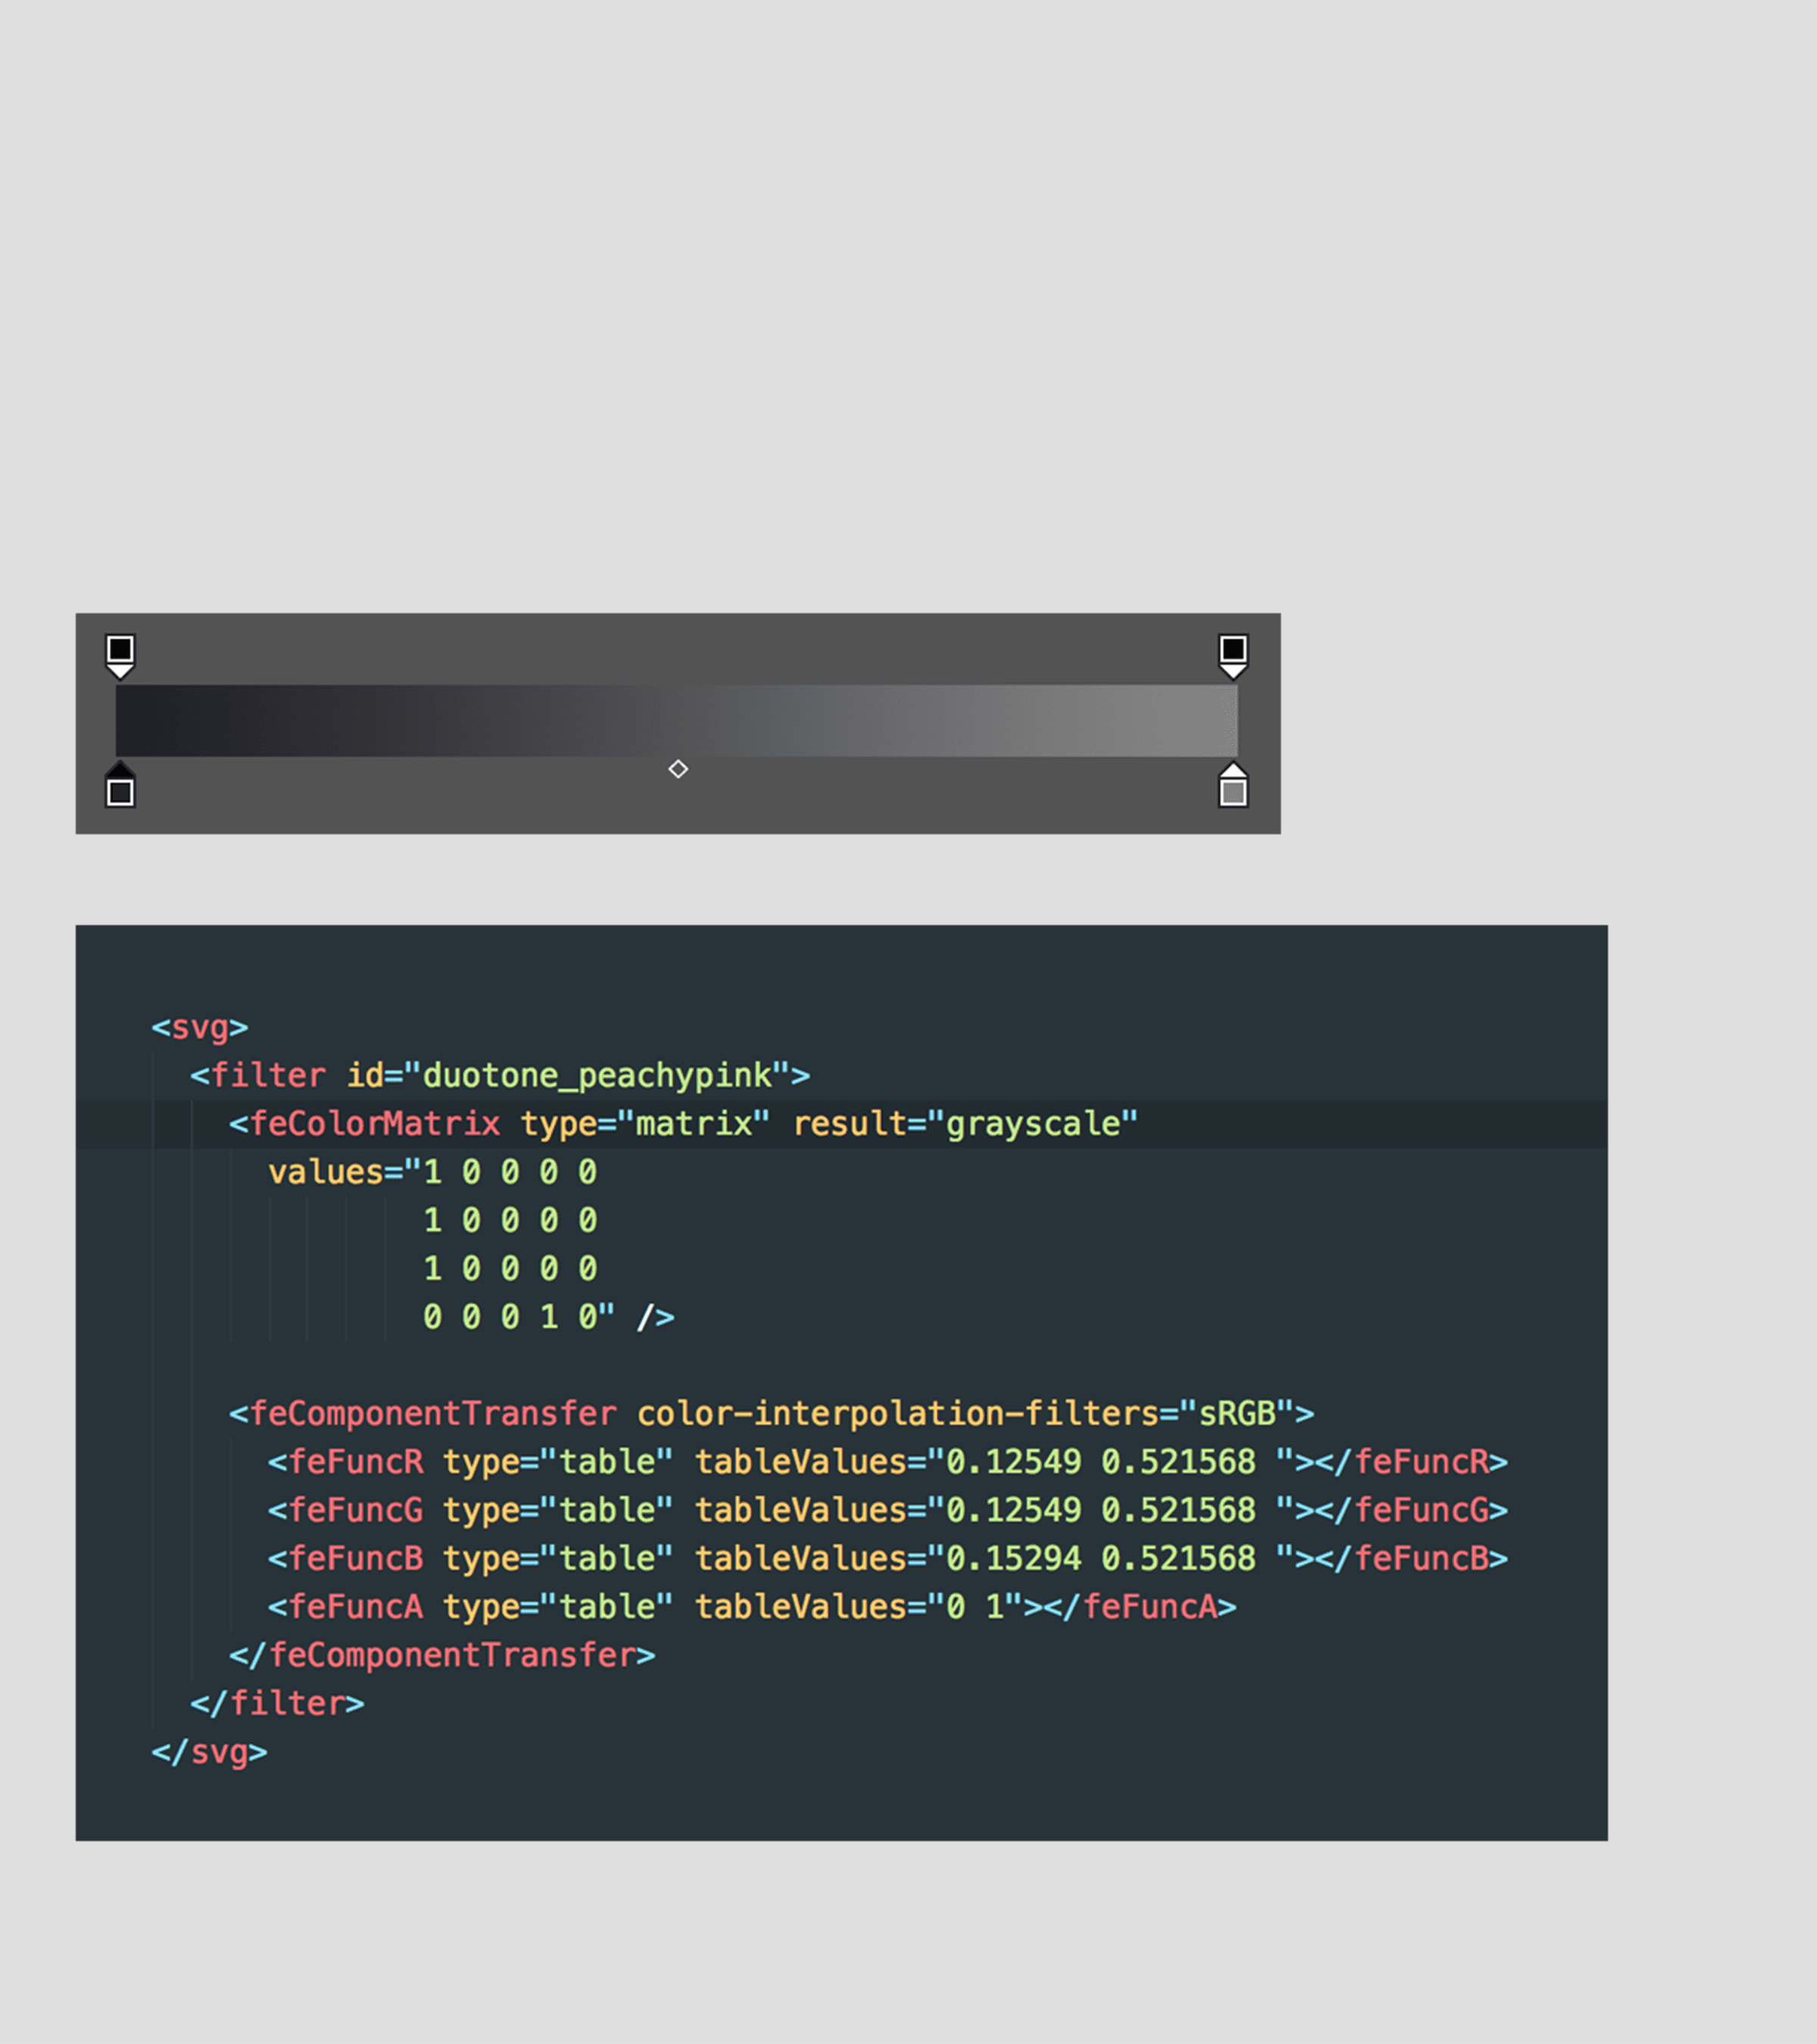 <svg>
<filter id="duotone_peachypink">
<feColorMatrix type="matrix" result="grayscale"
values="1 0 0 0 0
1 0 0 0 0
1 0 0 0 0
0 0 0 1 0" />
<feComponentTransfer color-interpolation-filters="sRGB">
<feFuncR type="table" tableValues="0.12549 0.521568 "></feFuncR>
<feFuncG type="table" tableValues="0.12549 0.521568 "></feFuncG>
<feFuncB type="table" tableValues="0.15294 0.521568 "></feFuncB>
<feFuncA type="table" tableValues="0 1"></feFuncA>
</feComponentTransfer>
</filter>
</svg>